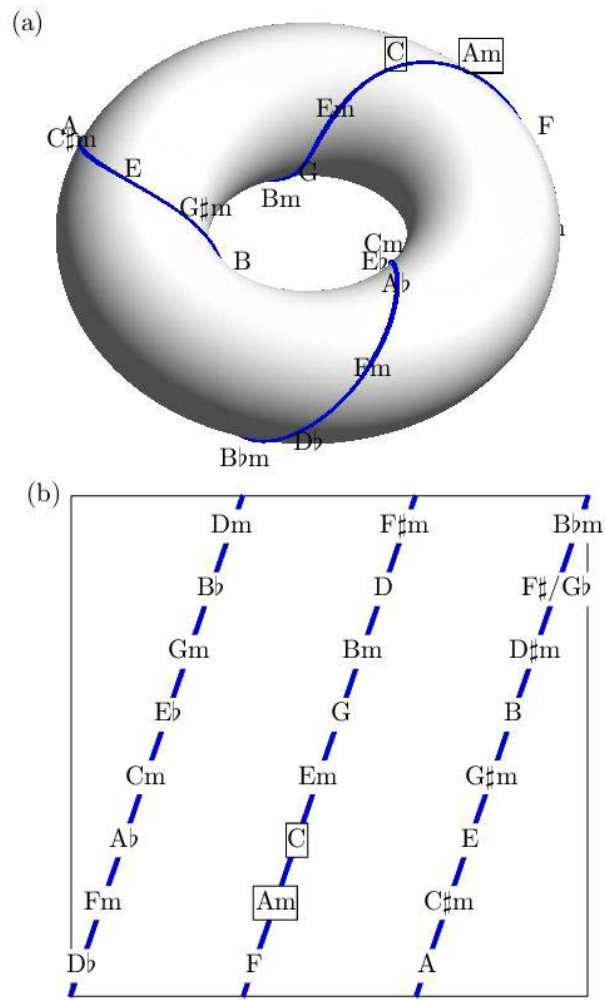 (a)
C
Am
Em
F
A
C♯m
E
G
G♯m
Bm
Cm
B
E♭
A♭
Fm
D♭
B♭m
(b)
Dm F♯m B♭m
B♭ D F♯/G♭
Gm Bm D♯m
E♭ G B
Cm Em G♯m
A♭ C E
Fm Am C♯m
D♭ F A